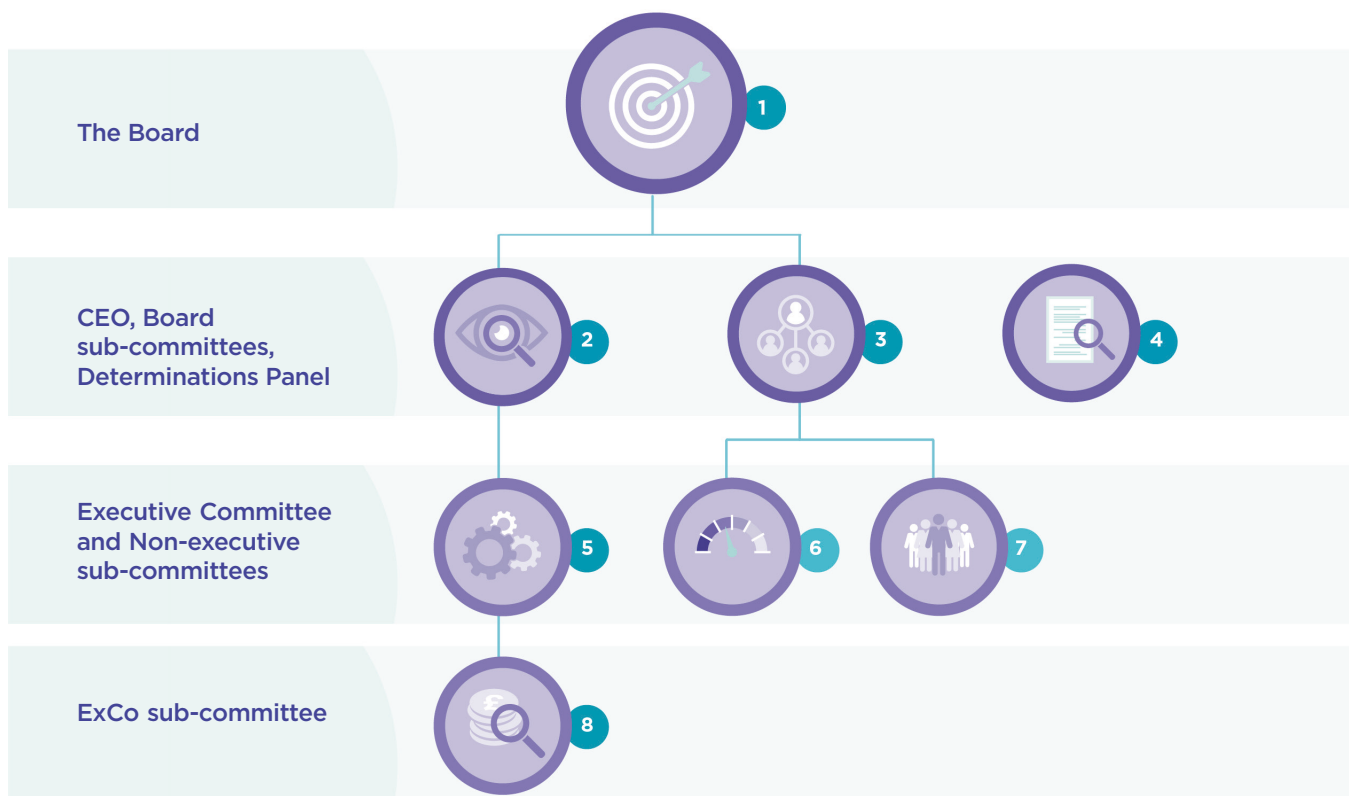 The Board
1
CEO, Board
sub-committees,
Determinations Panel
2
3
4
Executive Committee
and Non-executive
sub-committees
5
6
7
ExCo sub-committee
£
8